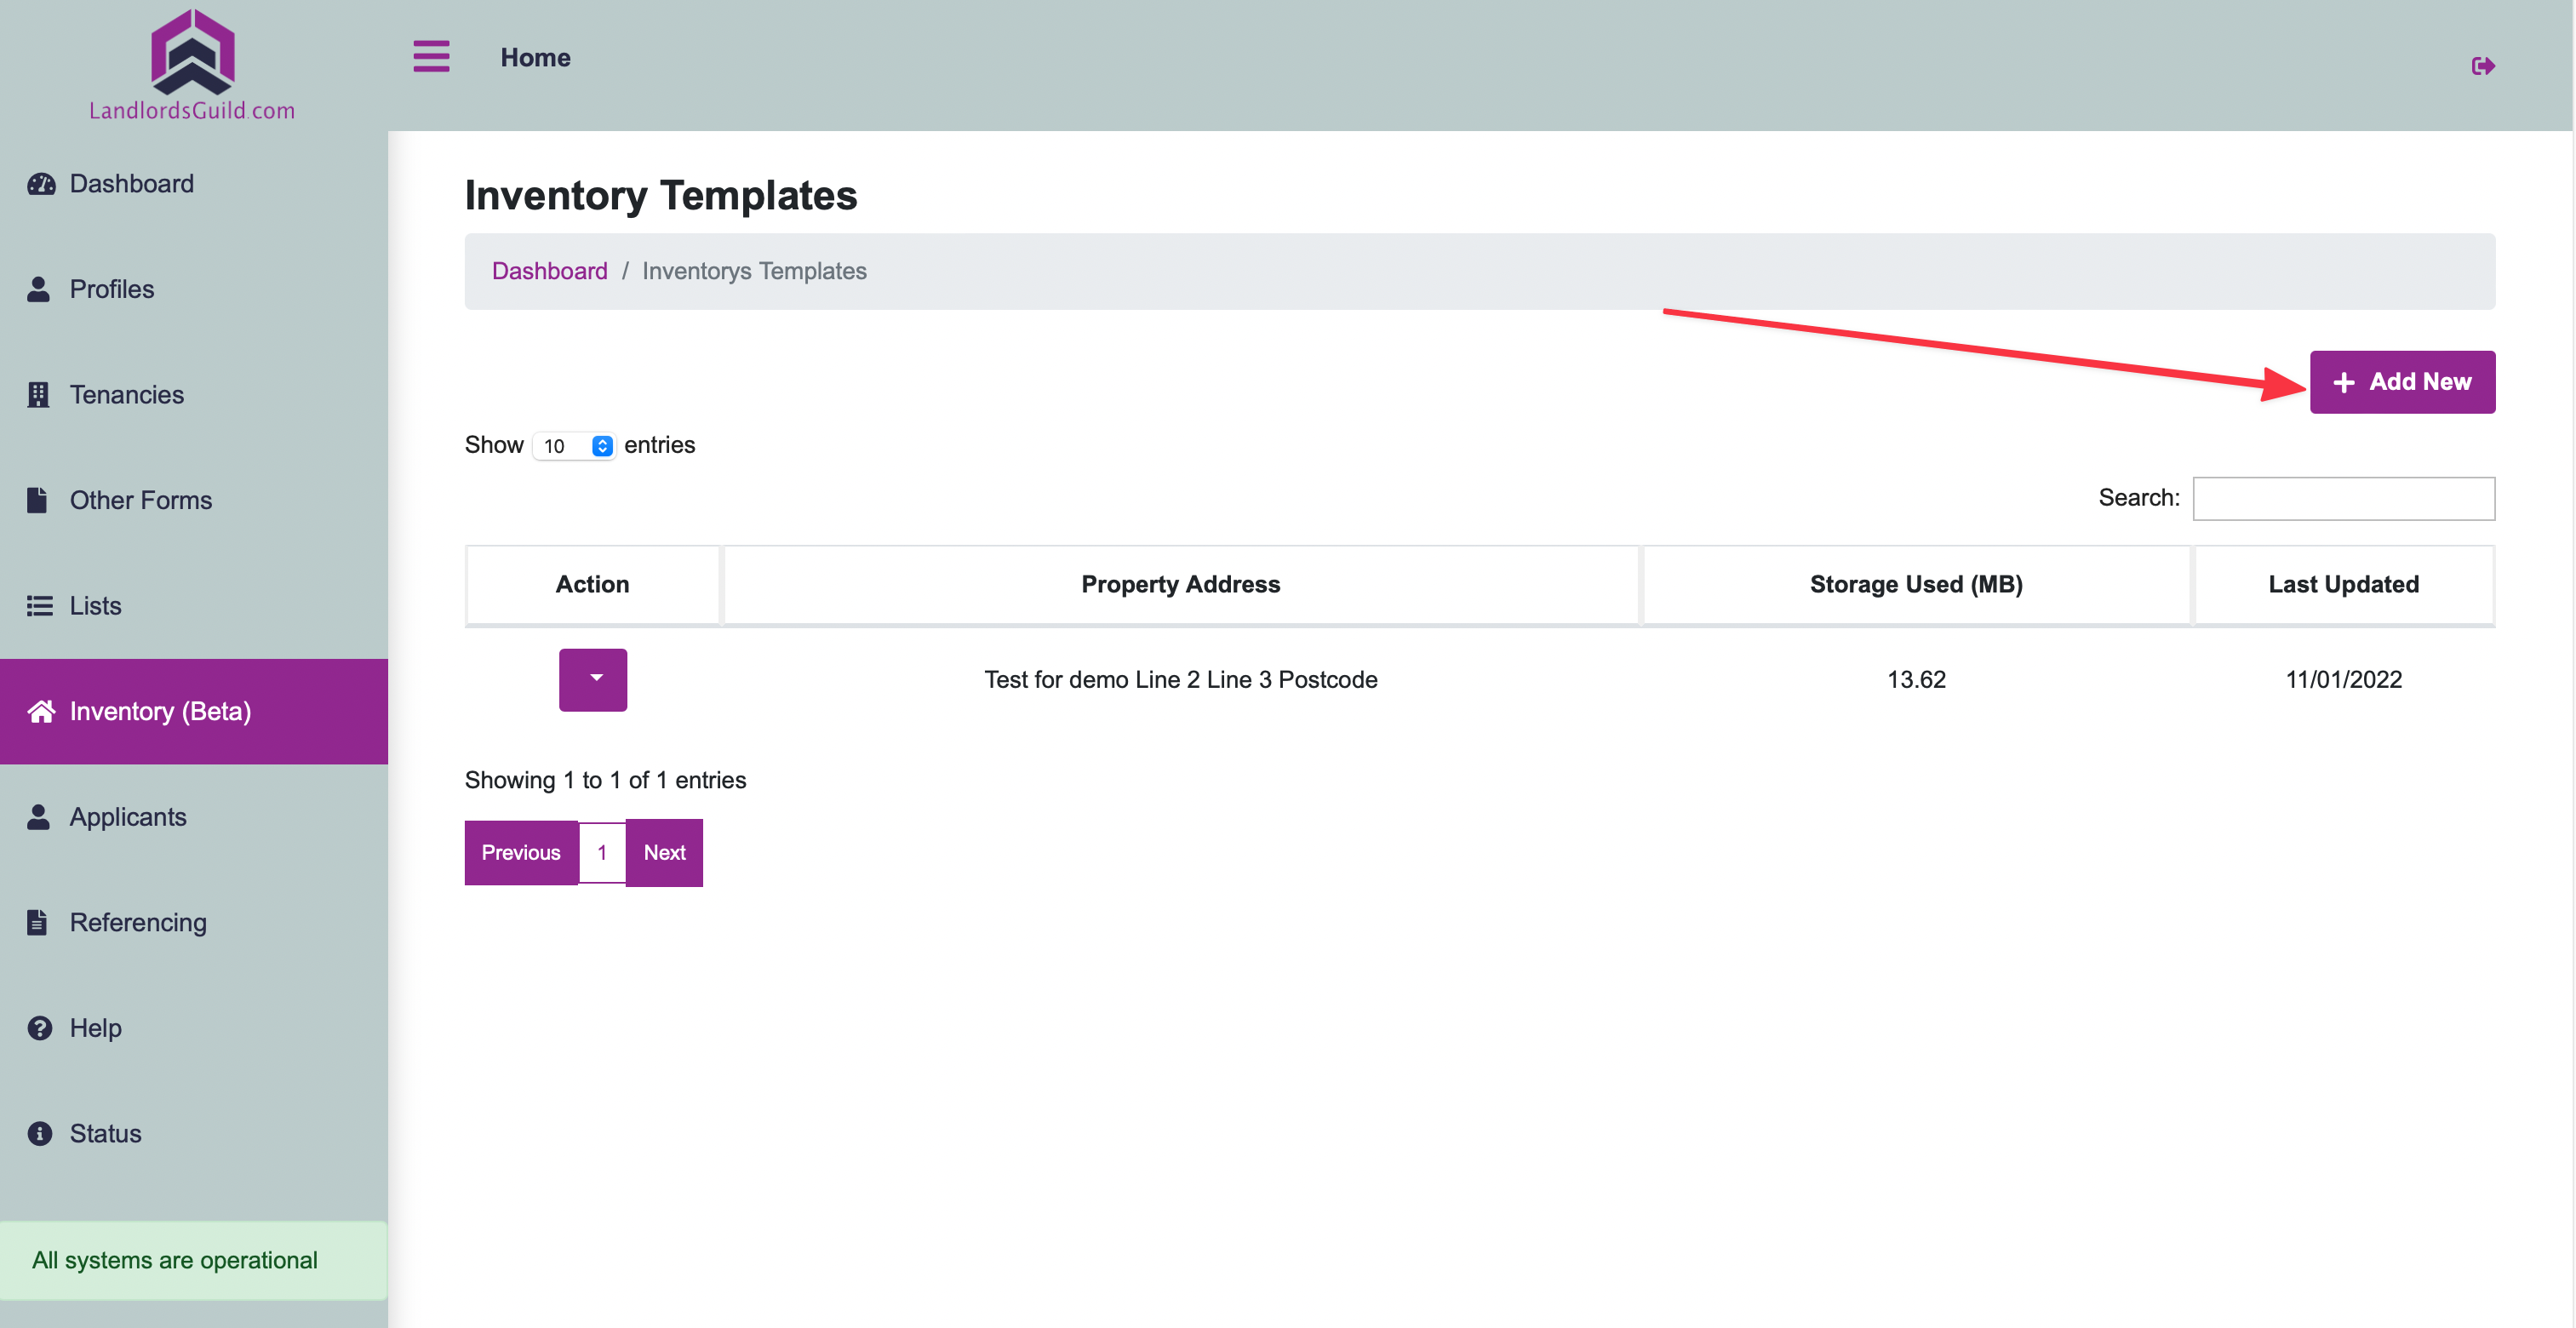 LandlordsGuild.com
Home
Dashboard
Profiles
Tenancies
Other Forms
Lists
Inventory (Beta)
Applicants
Referencing
Help
Status
All systems are operational
Inventory Templates
Dashboard / Inventorys Templates
Add New
Show 10 entries
Search:
Action Property Address Storage Used (MB) Last Updated
Test for demo Line 2 Line 3 Postcode 13.62 11/01/2022
Showing 1 to 1 of 1 entries
Previous 1 Next